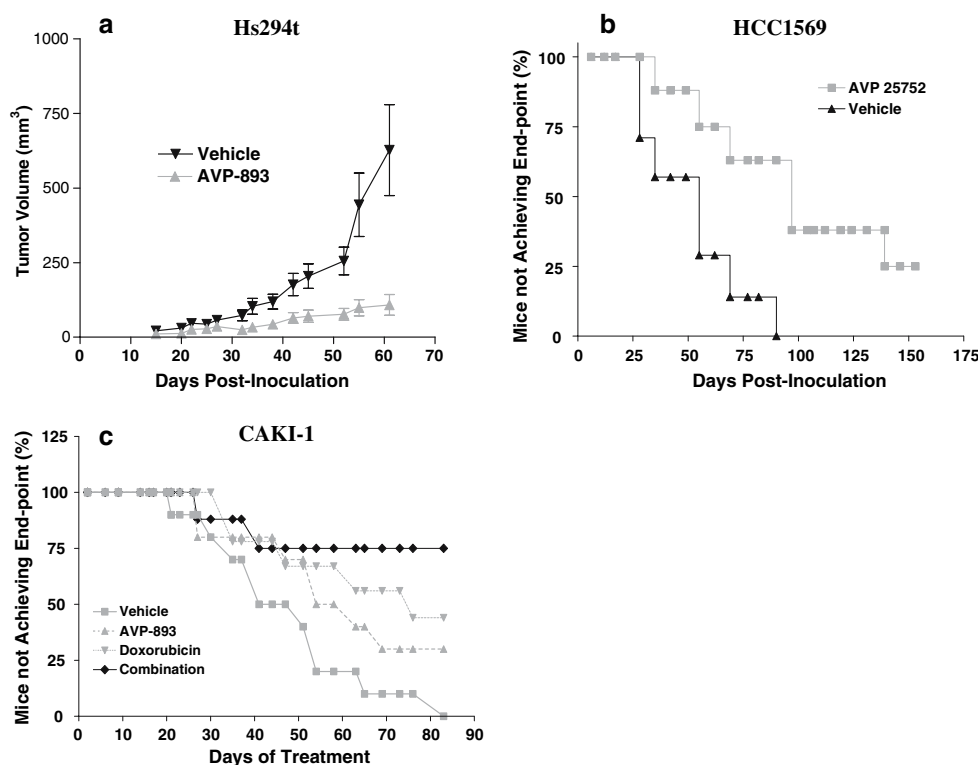 a
Hs294t
1000
750
500
250
0
Tumor Volume (mm3)
Vehicle
AVP-893
0 10 20 30 40 50 60 70
Days Post-Inoculation
b
HCC1569
100
75
50
25
0
Mice not Achieving End-point (%)
AVP 25752
Vehicle
0 25 50 75 100 125 150 175
Days Post-Inoculation
c
CAKI-1
125
100
75
50
25
0
Mice not Achieving End-point (%)
Vehicle
AVP-893
Doxorubicin
Combination
0 10 20 30 40 50 60 70 80 90
Days of Treatment